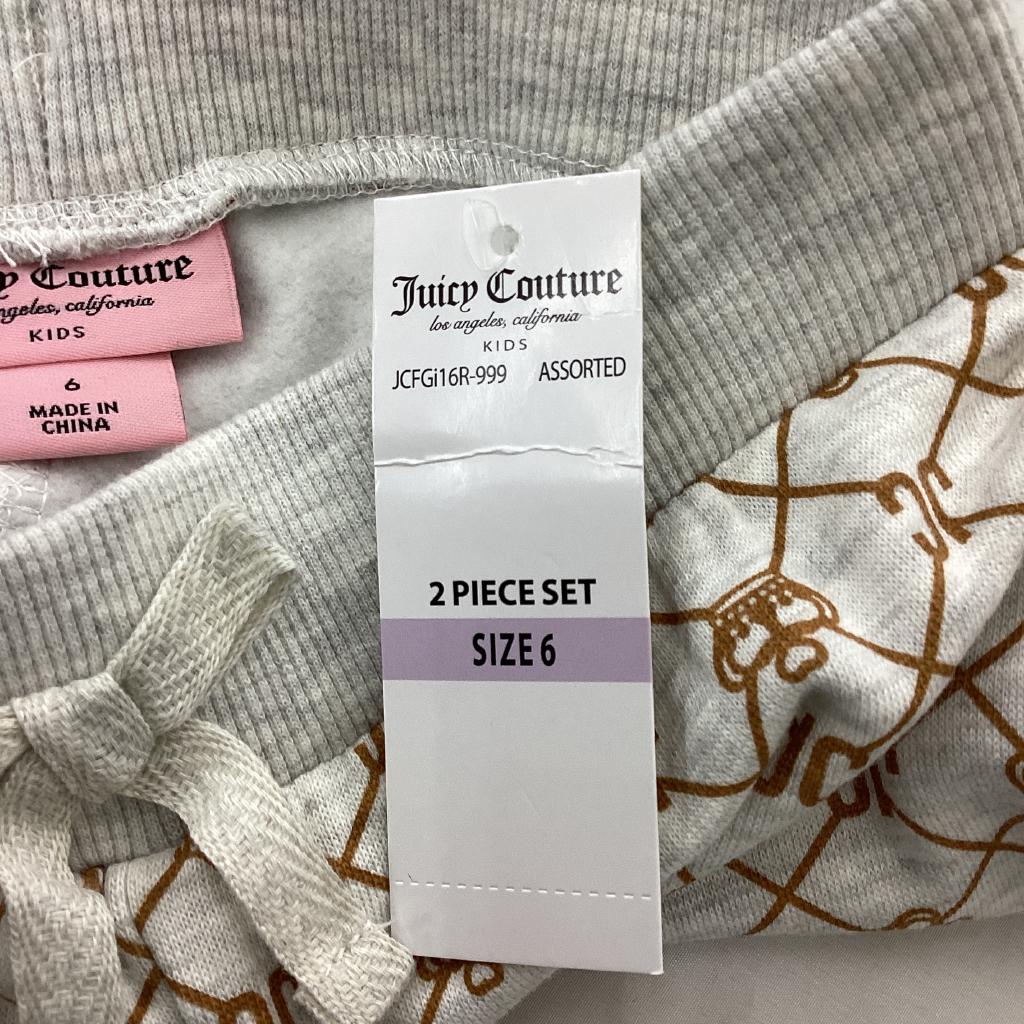 Couture
geles, california
KIDS
6
MADE IN
CHINA
Juicy Couture
los angeles, california
KIDS
JCFGi16R-999 ASSORTED
2 PIECE SET
SIZE 6